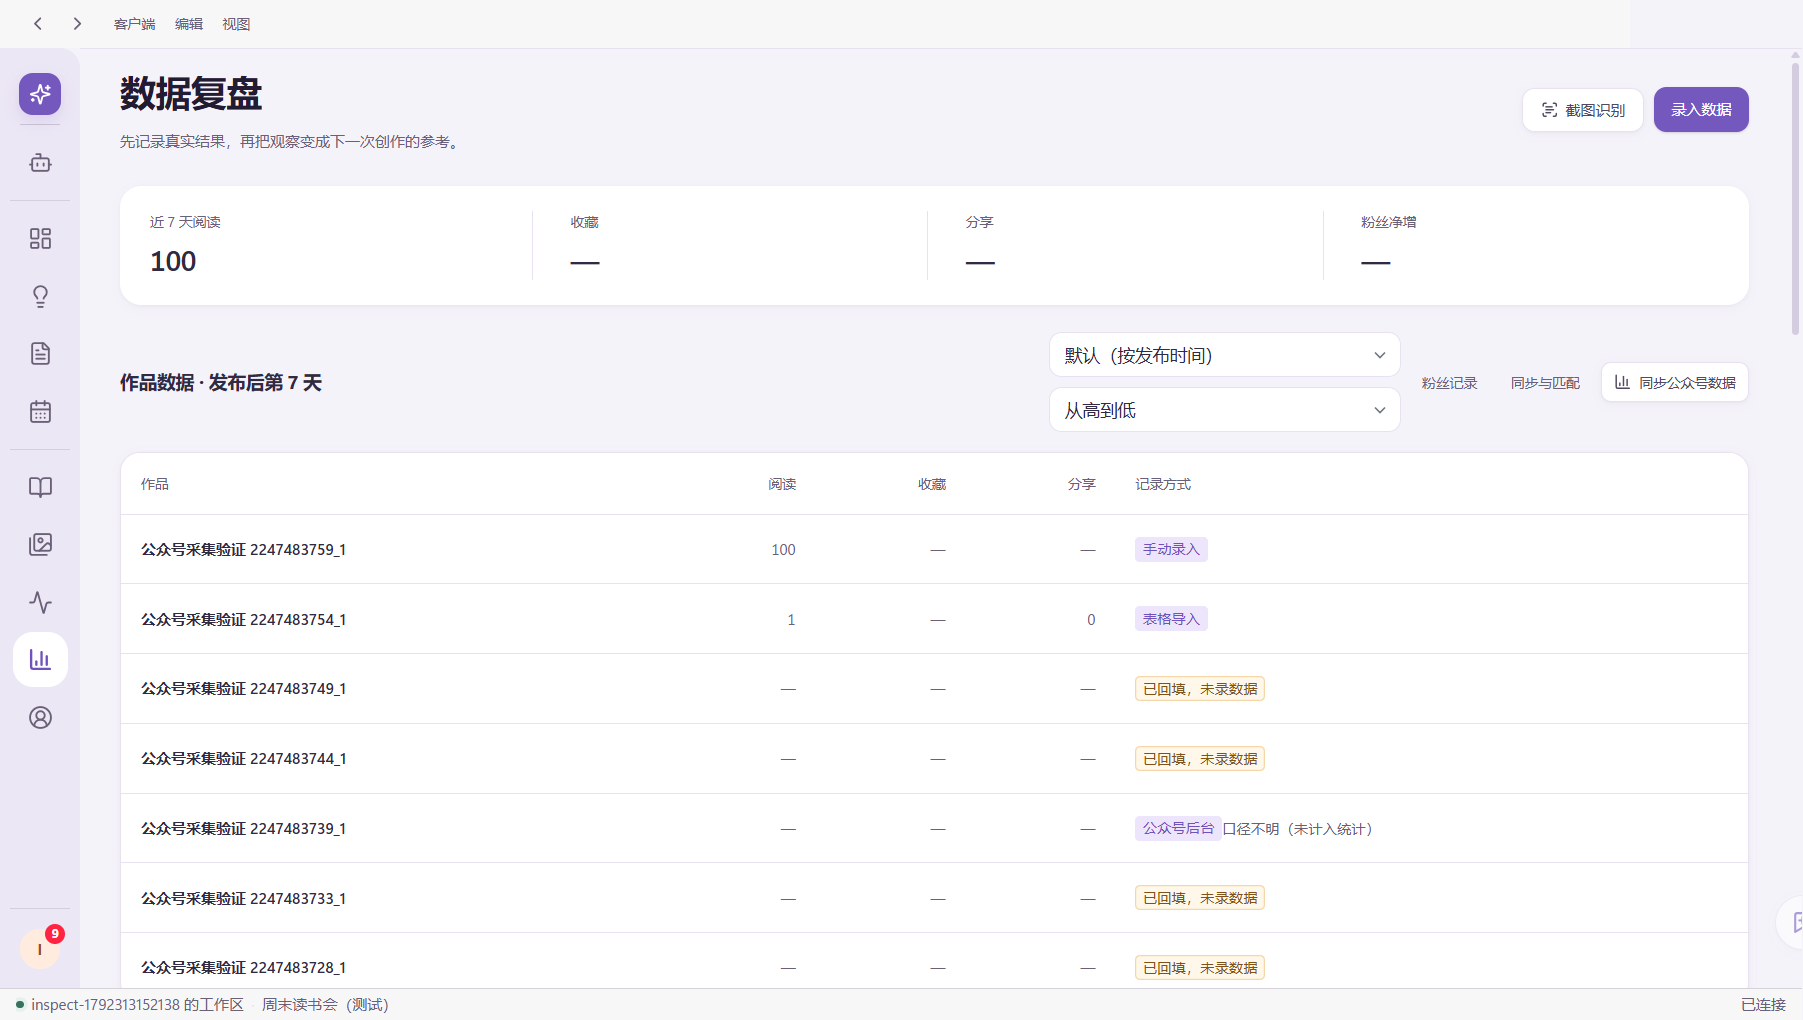 客户端 编辑 视图
数据复盘
先记录真实结果，再把观察变成下一次创作的参考。
截图识别 录入数据
近 7 天阅读 收藏 分享 粉丝净增
100 — — —
默认（按发布时间）
作品数据 · 发布后第 7 天 粉丝记录 同步与匹配 同步公众号数据
从高到低
作品 阅读 收藏 分享 记录方式
公众号采集验证 2247483759_1 100 — — 手动录入
公众号采集验证 2247483754_1 1 — 0 表格导入
公众号采集验证 2247483749_1 — — — 已回填，未录数据
公众号采集验证 2247483744_1 — — — 已回填，未录数据
公众号采集验证 2247483739_1 — — — 公众号后台 口径不明（未计入统计）
公众号采集验证 2247483733_1 — — — 已回填，未录数据
公众号采集验证 2247483728_1 — — — 已回填，未录数据
I 9
inspect-1792313152138 的工作区 · 周末读书会（测试） 已连接